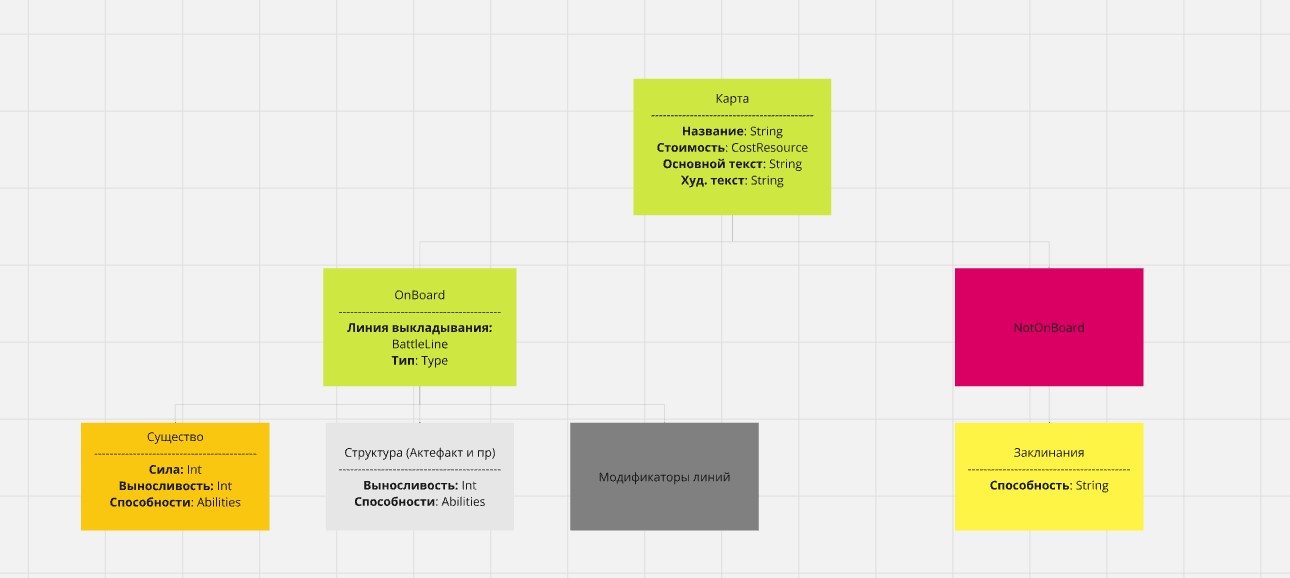 Карта
-----------------------------------------
Название: String
Стоимость: CostResource
Основной текст: String
Худ. текст: String
OnBoard
-----------------------------------------
Линия выкладывания:
BattleLine
Тип: Type
NotOnBoard
Существо
-----------------------------------------
Сила: Int
Выносливость: Int
Способности: Abilities
Структура (Актефакт и пр)
-----------------------------------------
Выносливость: Int
Способности: Abilities
Модификаторы линий
Заклинания
-----------------------------------------
Способность: String